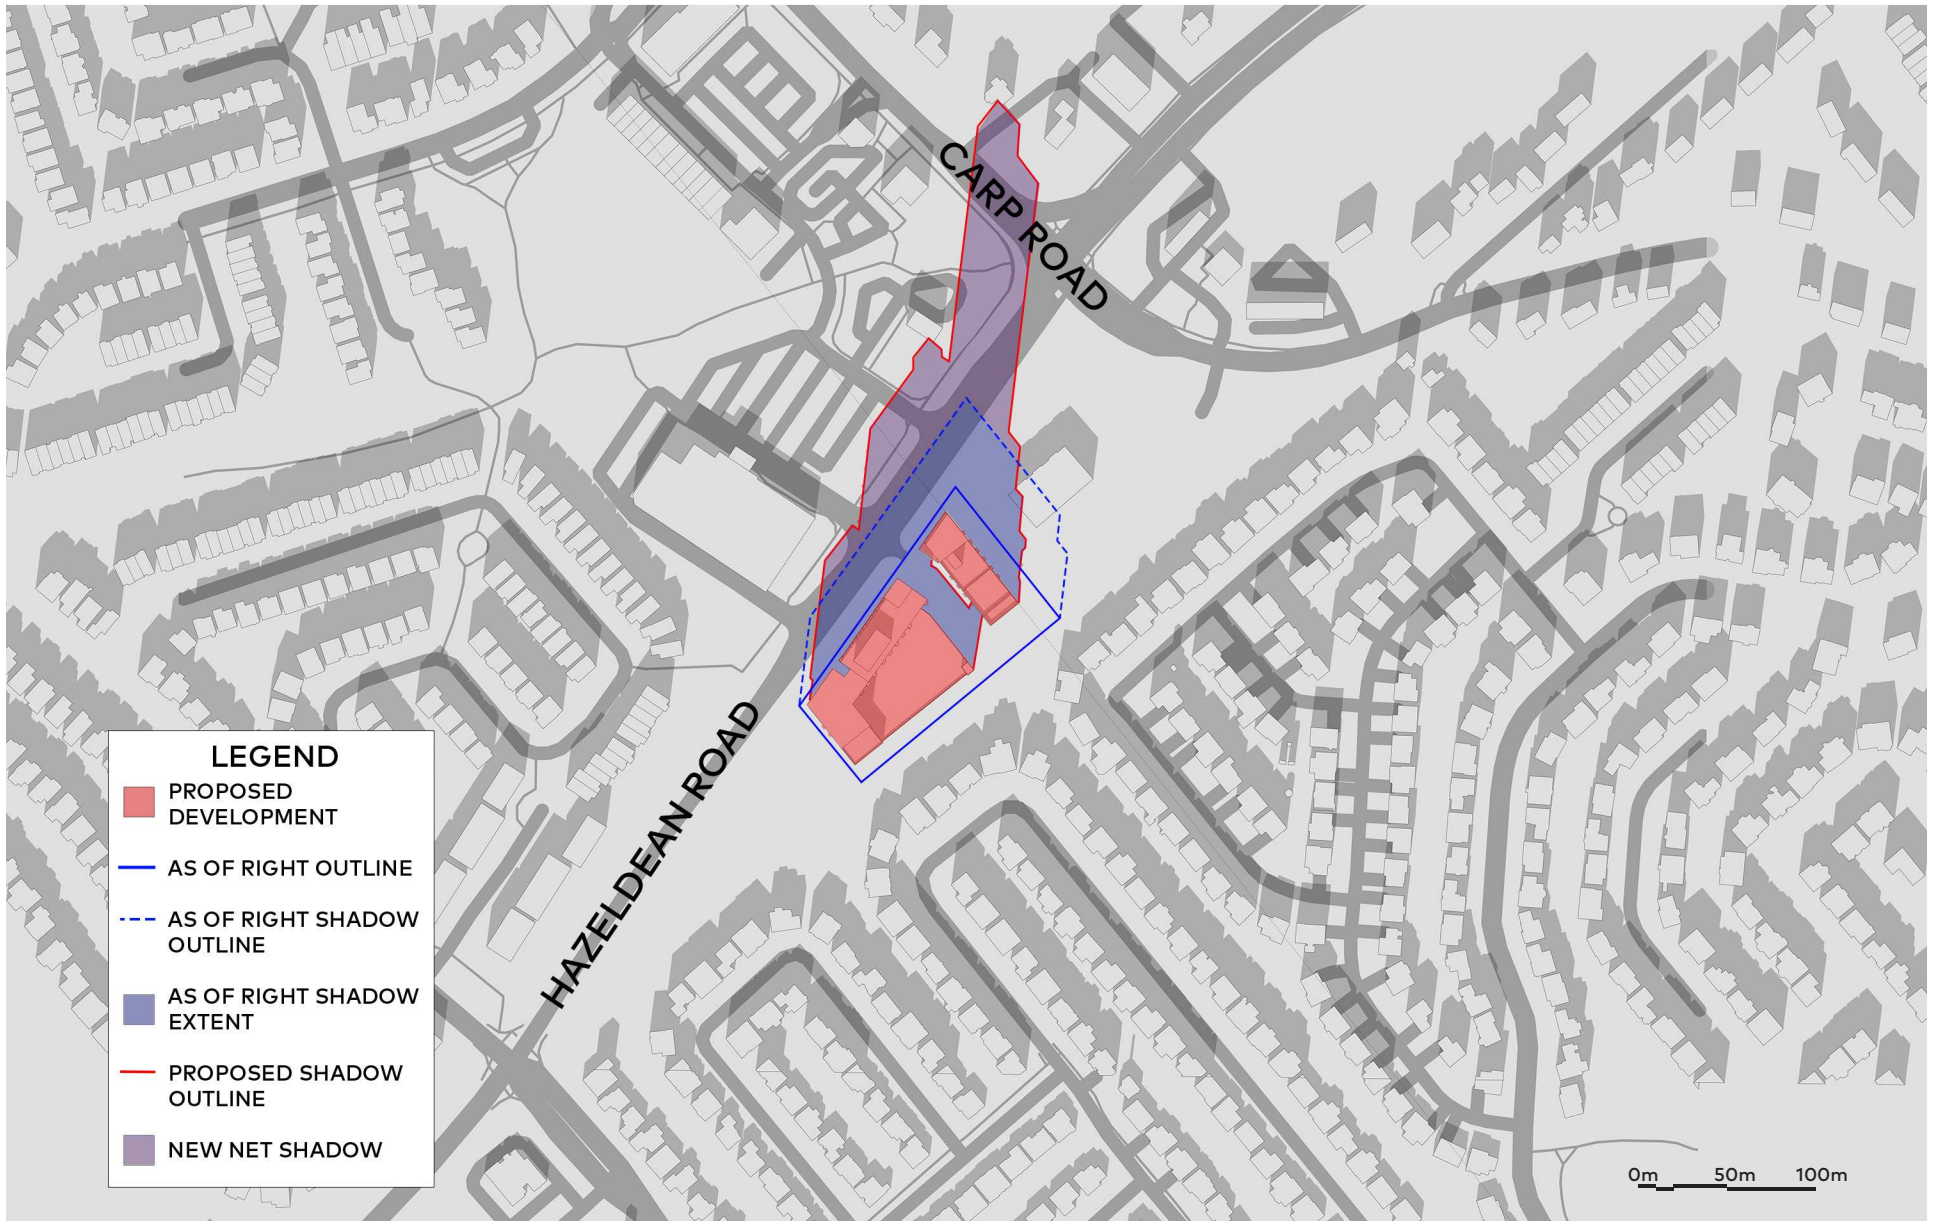 CARP ROAD
HAZELDEAN ROAD
LEGEND
PROPOSED
DEVELOPMENT
AS OF RIGHT OUTLINE
AS OF RIGHT SHADOW
OUTLINE
AS OF RIGHT SHADOW
EXTENT
PROPOSED SHADOW
OUTLINE
NEW NET SHADOW
0m 50m 100m